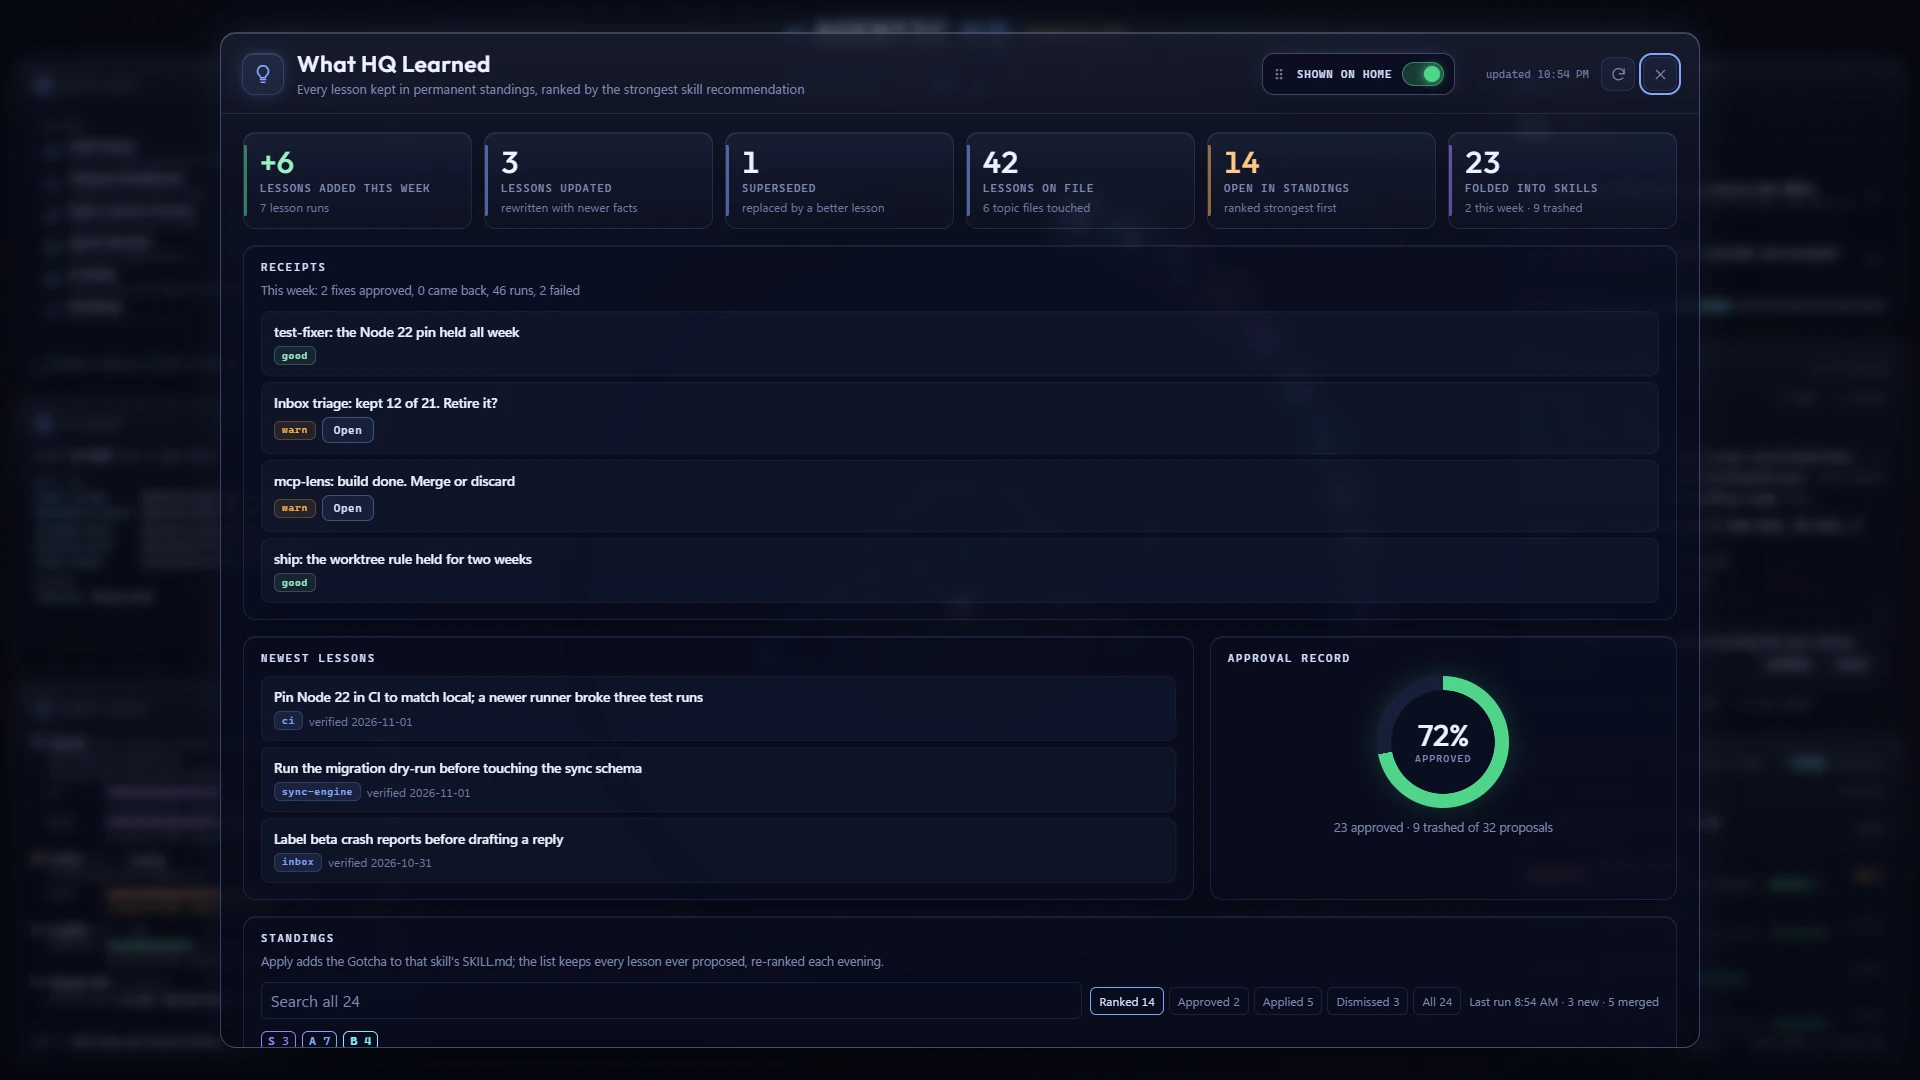 What HQ Learned
Every lesson kept in permanent standings, ranked by the strongest skill recommendation
SHOWN ON HOME
updated 10:54 PM
+6
LESSONS ADDED THIS WEEK
7 lesson runs
3
LESSONS UPDATED
rewritten with newer facts
1
SUPERSEDED
replaced by a better lesson
42
LESSONS ON FILE
6 topic files touched
14
OPEN IN STANDINGS
ranked strongest first
23
FOLDED INTO SKILLS
2 this week · 9 trashed
RECEIPTS
This week: 2 fixes approved, 0 came back, 46 runs, 2 failed
test-fixer: the Node 22 pin held all week
good
Inbox triage: kept 12 of 21. Retire it?
warn Open
mcp-lens: build done. Merge or discard
warn Open
ship: the worktree rule held for two weeks
good
NEWEST LESSONS
Pin Node 22 in CI to match local; a newer runner broke three test runs
ci verified 2026-11-01
Run the migration dry-run before touching the sync schema
sync-engine verified 2026-11-01
Label beta crash reports before drafting a reply
inbox verified 2026-10-31
APPROVAL RECORD
72%
APPROVED
23 approved · 9 trashed of 32 proposals
STANDINGS
Apply adds the Gotcha to that skill's SKILL.md; the list keeps every lesson ever proposed, re-ranked each evening.
Search all 24
Ranked 14 Approved 2 Applied 5 Dismissed 3 All 24 Last run 8:54 AM · 3 new · 5 merged
S 3 A 7 B 4